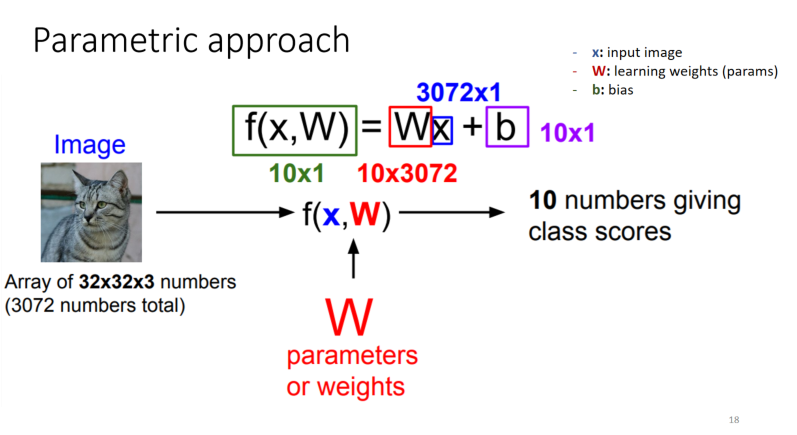 Parametric approach
- x: input image
- W: learning weights (params)
- b: bias
3072x1
f(x,W) = Wx + b 10x1
10x1 10x3072
Image
f(x,W)
10 numbers giving
class scores
Array of 32x32x3 numbers
(3072 numbers total)
W
parameters
or weights
18